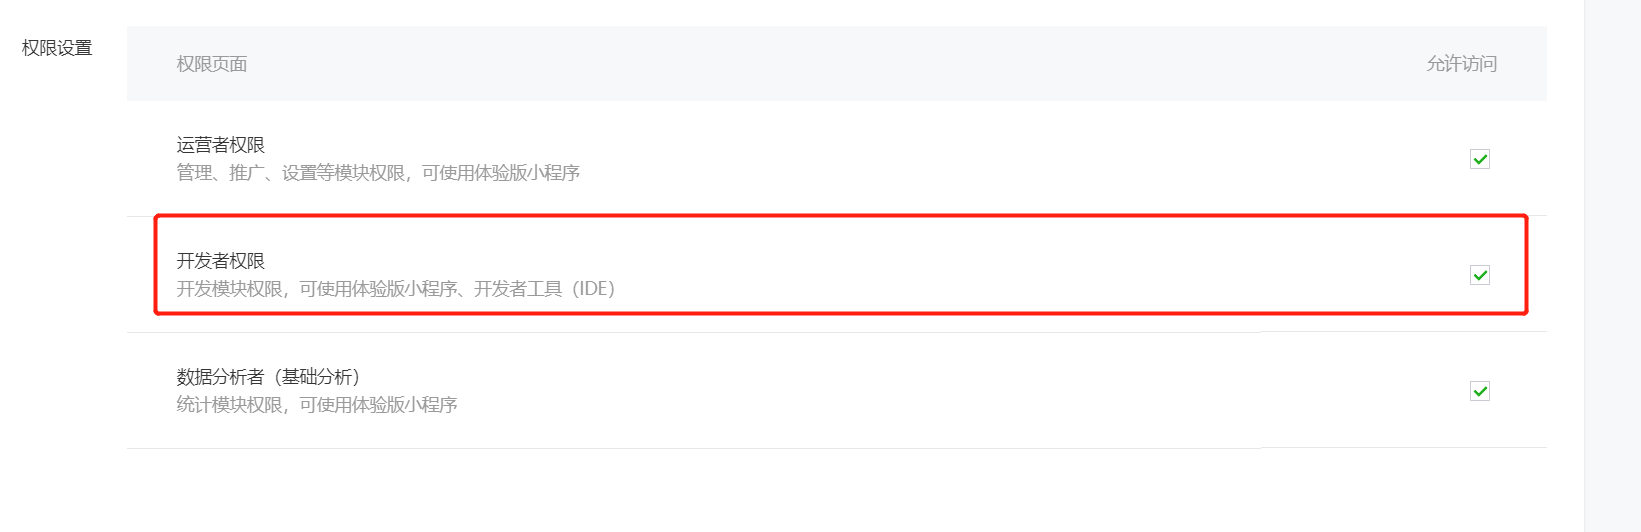 权限设置
权限页面 允许访问
运营者权限
管理、推广、设置等模块权限，可使用体验版小程序
开发者权限
开发模块权限，可使用体验版小程序、开发者工具（IDE）
数据分析者（基础分析）
统计模块权限，可使用体验版小程序